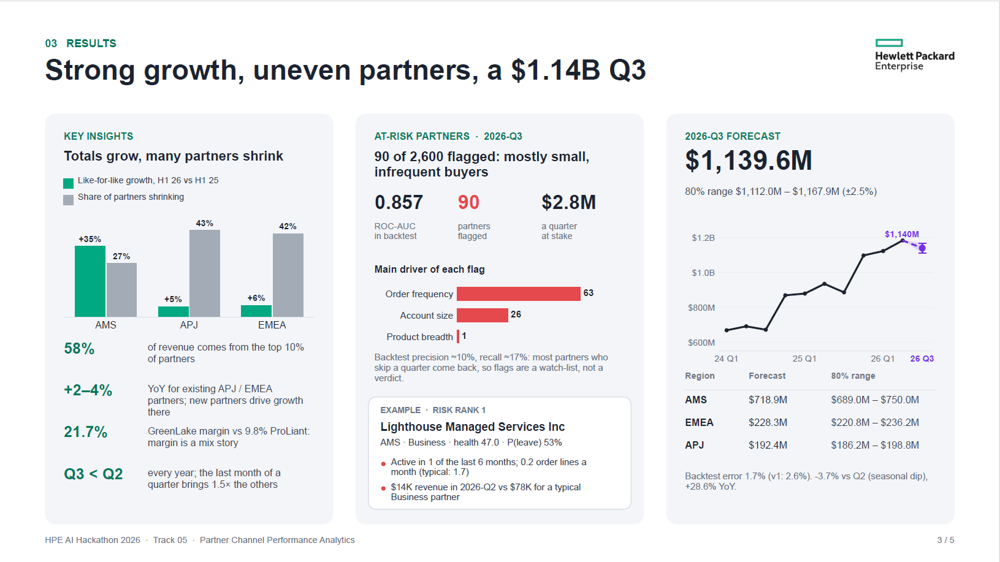 03 RESULTS
Strong growth, uneven partners, a $1.14B Q3
Hewlett Packard
Enterprise
KEY INSIGHTS
Totals grow, many partners shrink
Like-for-like growth, H1 26 vs H1 25
Share of partners shrinking
+35%
27%
+5%
43%
+6%
42%
AMS
APJ
EMEA
58%
of revenue comes from the top 10%
of partners
+2–4%
YoY for existing APJ / EMEA
partners; new partners drive growth
there
21.7%
GreenLake margin vs 9.8% ProLiant:
margin is a mix story
Q3 < Q2
every year; the last month of a
quarter brings 1.5× the others
AT-RISK PARTNERS · 2026-Q3
90 of 2,600 flagged: mostly small,
infrequent buyers
0.857
ROC-AUC
in backtest
90
partners
flagged
$2.8M
a quarter
at stake
Main driver of each flag
Order frequency 63
Account size 26
Product breadth 1
Backtest precision ≈10%, recall ≈17%: most partners who
skip a quarter come back, so flags are a watch-list, not a
verdict.
EXAMPLE · RISK RANK 1
Lighthouse Managed Services Inc
AMS · Business · health 47.0 · P(leave) 53%
Active in 1 of the last 6 months; 0.2 order lines a
month (typical: 1.7)
$14K revenue in 2026-Q2 vs $78K for a typical
Business partner
2026-Q3 FORECAST
$1,139.6M
80% range $1,112.0M – $1,167.9M (±2.5%)
$1,140M
$1.2B
$1.0B
$800M
$600M
24 Q1 25 Q1 26 Q1 26 Q3
Region Forecast 80% range
AMS $718.9M $689.0M – $750.0M
EMEA $228.3M $220.8M – $236.2M
APJ $192.4M $186.2M – $198.8M
Backtest error 1.7% (v1: 2.6%). -3.7% vs Q2 (seasonal dip),
+28.6% YoY.
HPE AI Hackathon 2026 · Track 05 · Partner Channel Performance Analytics
3 / 5